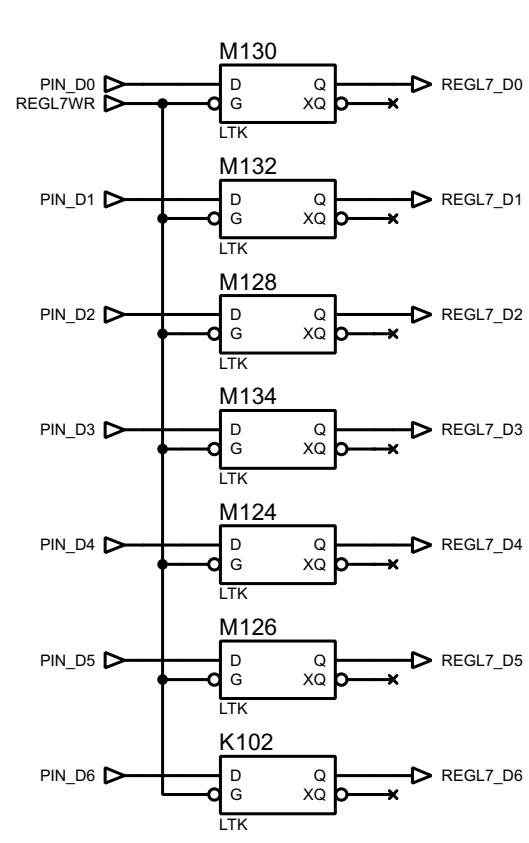 M130
PIN_D0 D Q REGL7_D0
REGL7WR G XQ
LTK
M132
PIN_D1 D Q REGL7_D1
G XQ
LTK
M128
PIN_D2 D Q REGL7_D2
G XQ
LTK
M134
PIN_D3 D Q REGL7_D3
G XQ
LTK
M124
PIN_D4 D Q REGL7_D4
G XQ
LTK
M126
PIN_D5 D Q REGL7_D5
G XQ
LTK
K102
PIN_D6 D Q REGL7_D6
G XQ
LTK